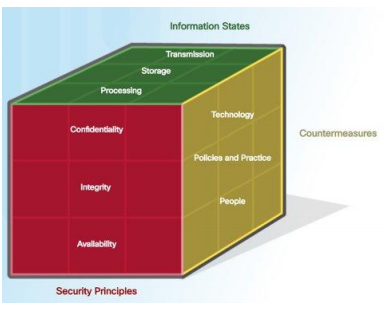 Information States
Transmission
Storage
Processing
Confidentiality
Integrity
Availability
Technology
Policies and Practice
People
Countermeasures
Security Principles